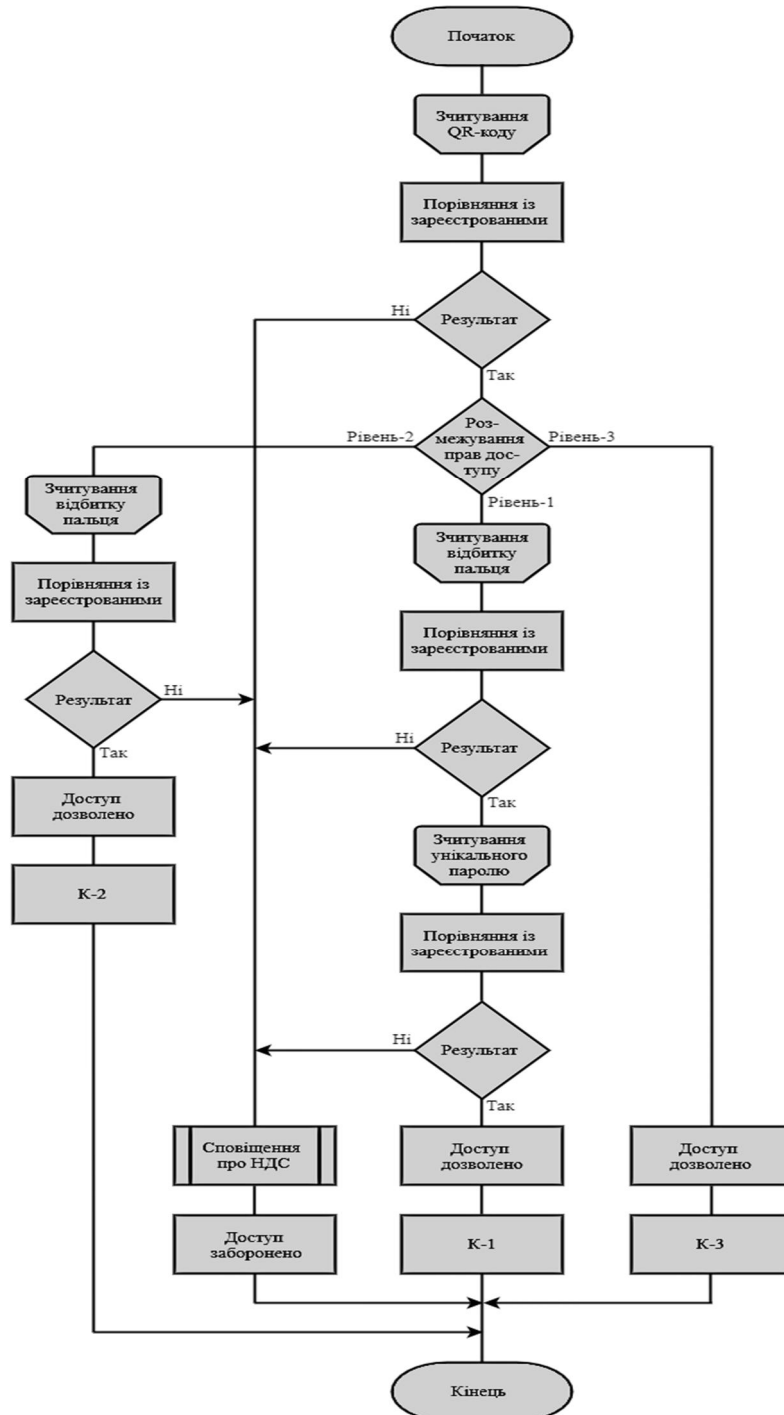 Початок
Зчитування
QR-коду
Порівняння із
зареєстрованими
Ні
Результат
Так
Рівень-2
Роз-
межування
прав дос-
тупу
Рівень-3
Рівень-1
Зчитування
відбитку
пальця
Порівняння із
зареєстрованими
Результат
Ні
Так
Доступ
дозволено
К-2
Зчитування
відбитку
пальця
Порівняння із
зареєстрованими
Ні
Результат
Так
Зчитування
унікального
паролю
Порівняння із
зареєстрованими
Ні
Результат
Так
Сповіщення
про НДС
Доступ
заборонено
Доступ
дозволено
К-1
Доступ
дозволено
К-3
Кінець